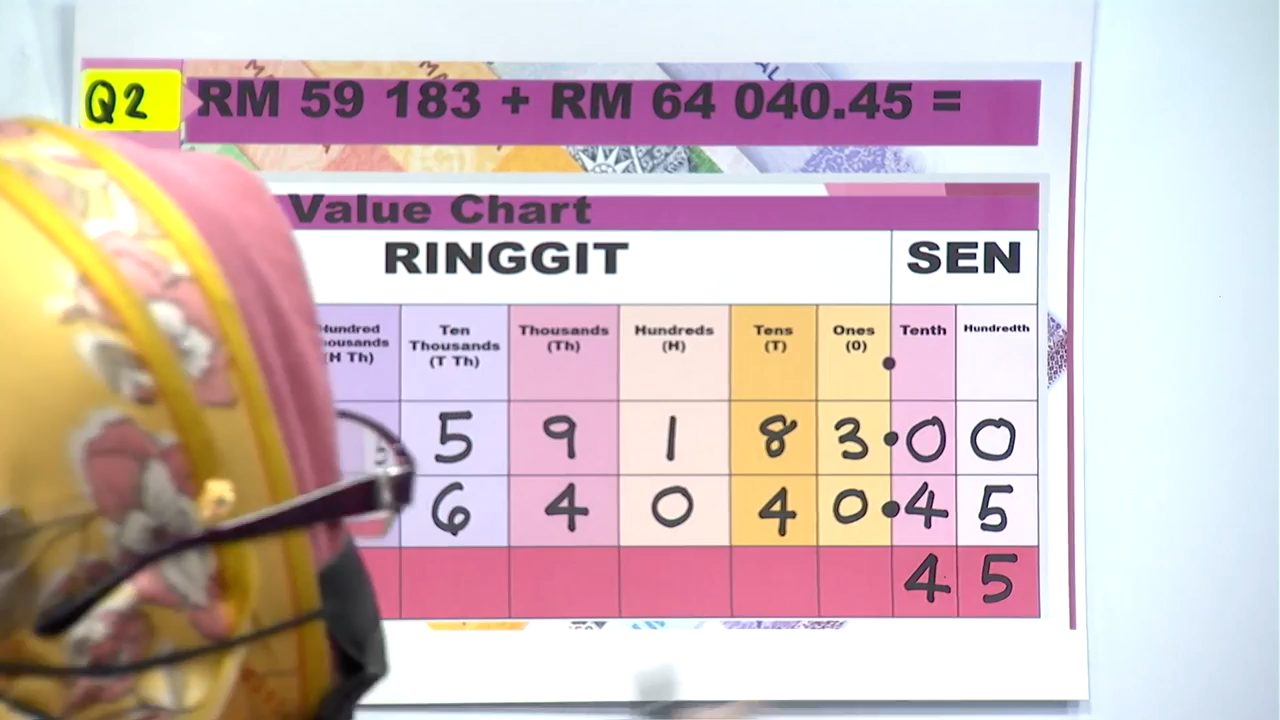 Q2 RM 59 183 + RM 64 040.45 =
Value Chart
RINGGIT SEN
Hundred Ten Thousands Hundreds Tens Ones Tenth Hundredth
Thousands (Th) (H) (T) (0)
(H Th) (T Th)
5 9 1 8 3 . 0 0
6 4 0 4 0 . 4 5
4 5